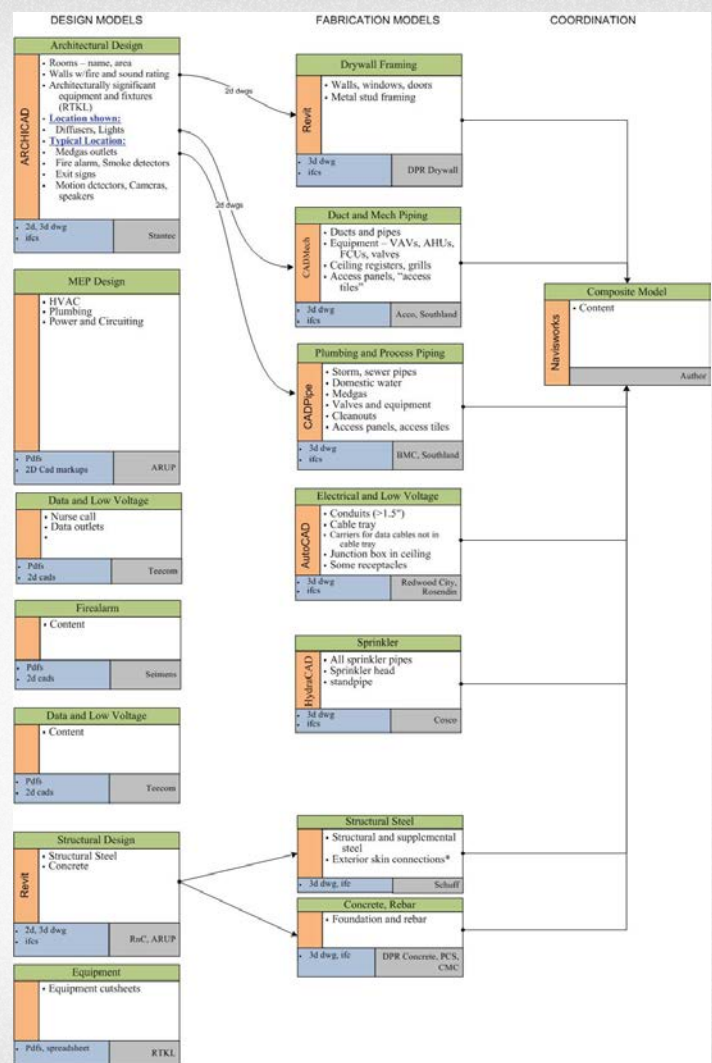 DESIGN MODELS
FABRICATION MODELS
COORDINATION
Architectural Design
ARCHICAD
• Rooms – name, area
• Walls w/fire and sound rating
• Architecturally significant
equipment and fixtures
(RTKL)
• Location shown:
• Diffusers, Lights
• Typical Location:
• Medgas outlets
• Fire alarm, Smoke detectors
• Exit signs
• Motion detectors, Cameras,
speakers
• 2d, 3d dwg
• ifcs
Stantec
MEP Design
• HVAC
• Plumbing
• Power and Circuiting
• Pdfs
• 2D Cad markups
ARUP
Data and Low Voltage
• Nurse call
• Data outlets
•
• Pdfs
• 2d cads
Teecom
Firealarm
• Content
• Pdfs
• 2d cads
Seimens
Data and Low Voltage
• Content
• Pdfs
• 2d cads
Teecom
Structural Design
Revit
• Structural Steel
• Concrete
• 2d, 3d dwg
• ifcs
RnC, ARUP
Equipment
• Equipment cutsheets
• Pdfs, spreadsheet
RTKL
2d dwgs
2d dwgs
Drywall Framing
Revit
• Walls, windows, doors
• Metal stud framing
• 3d dwg
• ifcs
DPR Drywall
Duct and Mech Piping
CADMech
• Ducts and pipes
• Equipment – VAVs, AHUs,
FCUs, valves
• Ceiling registers, grills
• Access panels, “access
tiles”
• 3d dwg
• ifcs
Acco, Southland
Plumbing and Process Piping
CADPipe
• Storm, sewer pipes
• Domestic water
• Medgas
• Valves and equipment
• Cleanouts
• Access panels, access tiles
• 3d dwg
• ifcs
BMC, Southland
Electrical and Low Voltage
AutoCAD
• Conduits (>1.5")
• Cable tray
• Carriers for data cables not in
cable tray
• Junction box in ceiling
• Some receptacles
• 3d dwg
• ifcs
Redwood City,
Rosendin
Sprinkler
HydraCAD
• All sprinkler pipes
• Sprinkler head
• standpipe
• 3d dwg
• ifcs
Cosco
Structural Steel
• Structural and supplemental
steel
• Exterior skin connections*
• 3d dwg, ifc
Schuff
Concrete, Rebar
• Foundation and rebar
• 3d dwg, ifc
DPR Concrete, PCS,
CMC
Composite Model
Navisworks
• Content
Author